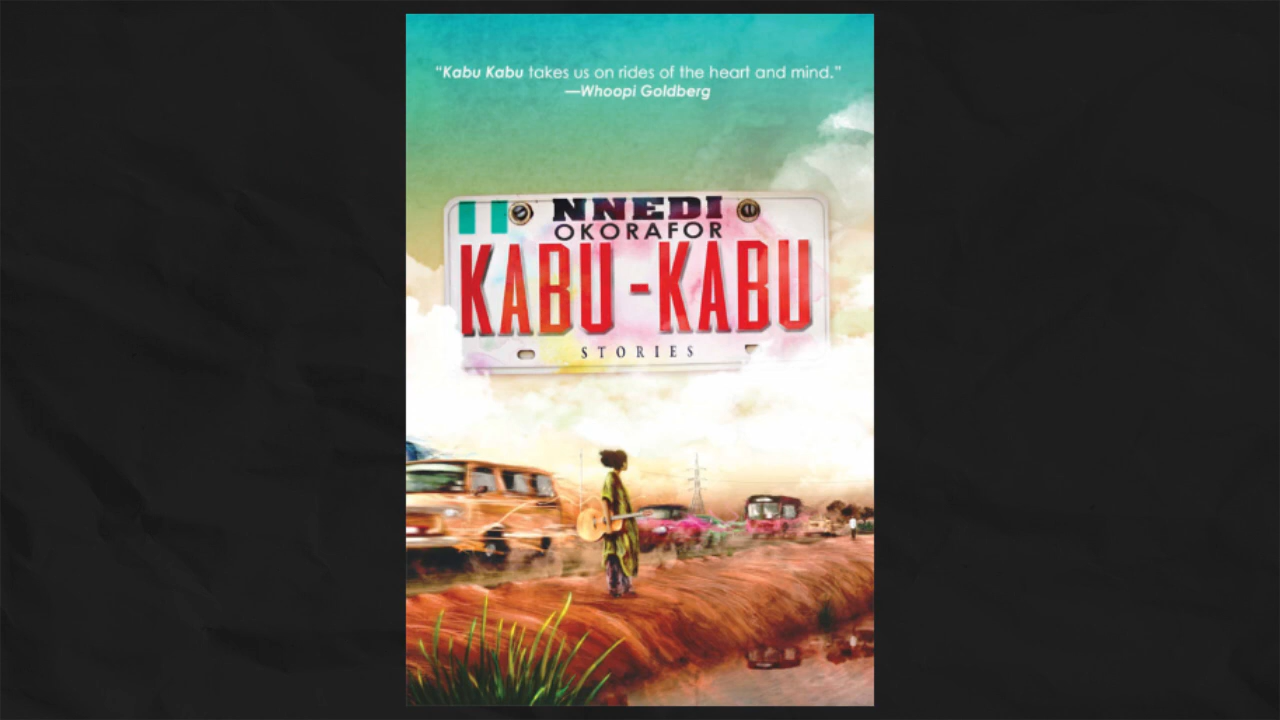 “Kabu Kabu takes us on rides of the heart and mind.”
—Whoopi Goldberg
NNEDI
OKORAFOR
KABU-KABU
STORIES